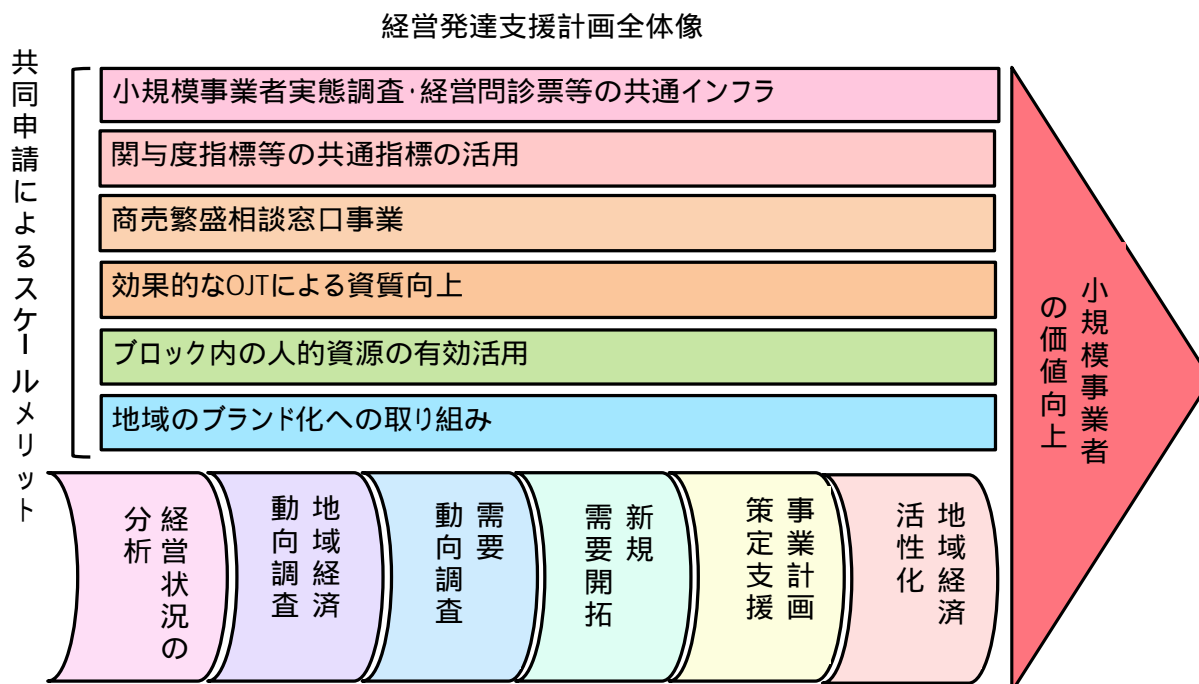 経営発達支援計画全体像
共同申請によるスケールメリット
小規模事業者実態調査・経営問診票等の共通インフラ
関与度指標等の共通指標の活用
商売繁盛相談窓口事業
効果的なOJTによる資質向上
ブロック内の人的資源の有効活用
地域のブランド化への取り組み
小規模事業者
の価値向上
経営状況の
分析
地域経済
動向調査
需要
動向調査
新規
需要開拓
事業計画
策定支援
地域経済
活性化